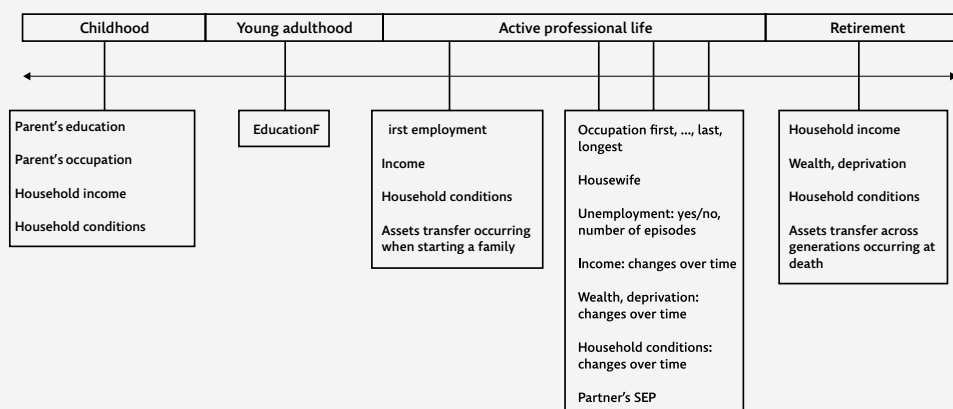 Childhood
Young adulthood
Active professional life
Retirement
Parent's education
Parent's occupation
Household income
Household conditions
EducationF
irst employment
Income
Household conditions
Assets transfer occurring
when starting a family
Occupation first, ..., last,
longest
Housewife
Unemployment: yes/no,
number of episodes
Income: changes over time
Wealth, deprivation:
changes over time
Household conditions:
changes over time
Partner's SEP
Household income
Wealth, deprivation
Household conditions
Assets transfer across
generations occurring at
death